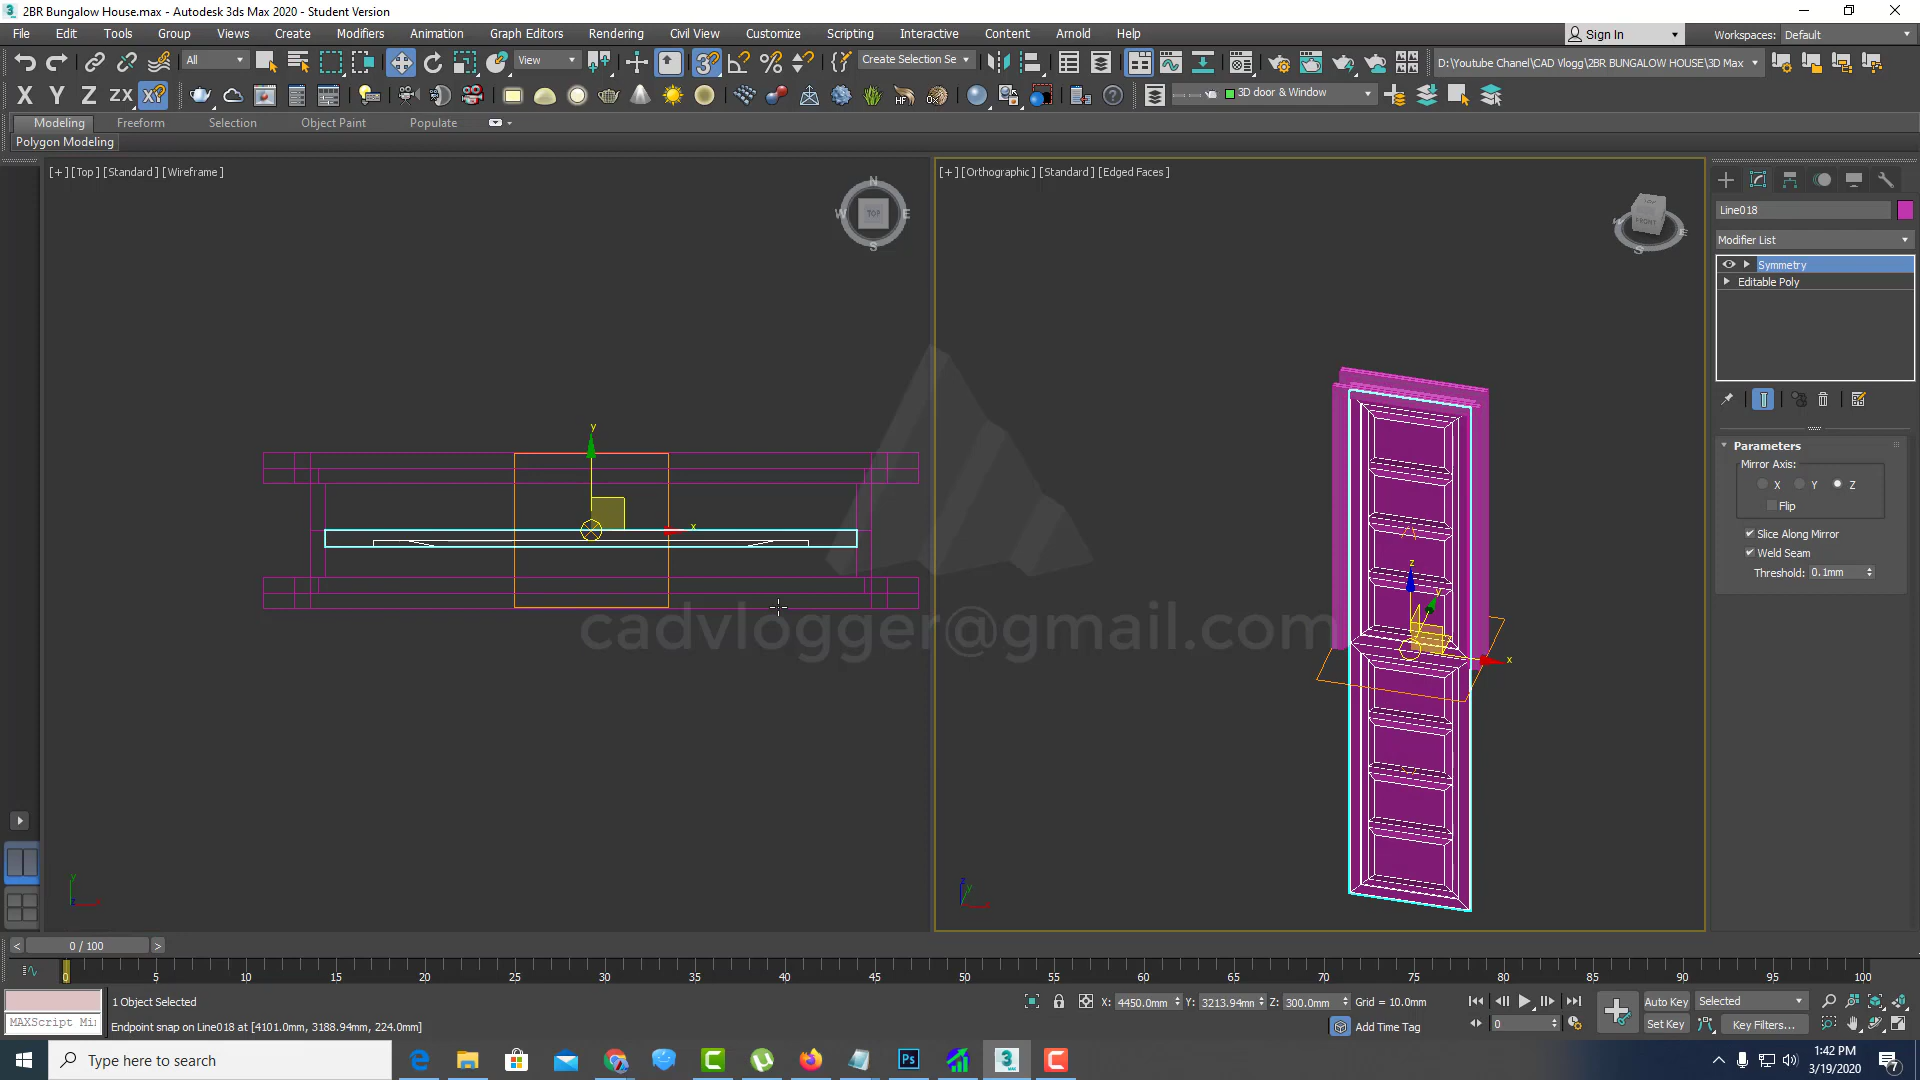 2BR Bungalow House.max - Autodesk 3ds Max 2020 - Student Version
File Edit Tools Group Views Create Modifiers Animation Graph Editors Rendering Civil View Customize Scripting Interactive Content Arnold Help
Sign In
Workspaces: Default
All
View
Create Selection Se
D:\Youtube Chanel\CAD Vlogg\2BR BUNGALOW HOUSE\3D Max
X Y Z ZX XY
3D door & Window
Modeling Freeform Selection Object Paint Populate
Polygon Modeling
[+] [Top] [Standard] [Wireframe]
[+] [Orthographic] [Standard] [Edged Faces]
N
W TOP E
S
TOP
FRONT
W E
S
Line018
Modifier List
Symmetry
Editable Poly
Parameters
Mirror Axis:
X Y Z
Flip
Slice Along Mirror
Weld Seam
Threshold: 0.1mm
y
x
z
x
cadvlogger@gmail.com
0 / 100
0 5 10 15 20 25 30 35 40 45 50 55 60 65 70 75 80 85 90 95 100
1 Object Selected
X: 4450.0mm Y: 3213.94mm Z: 300.0mm Grid = 10.0mm
Auto Key Selected
MAXScript Mi
Endpoint snap on Line018 at [4101.0mm, 3188.94mm, 224.0mm]
Add Time Tag
0
Set Key Key Filters...
Type here to search
1:42 PM
3/19/2020